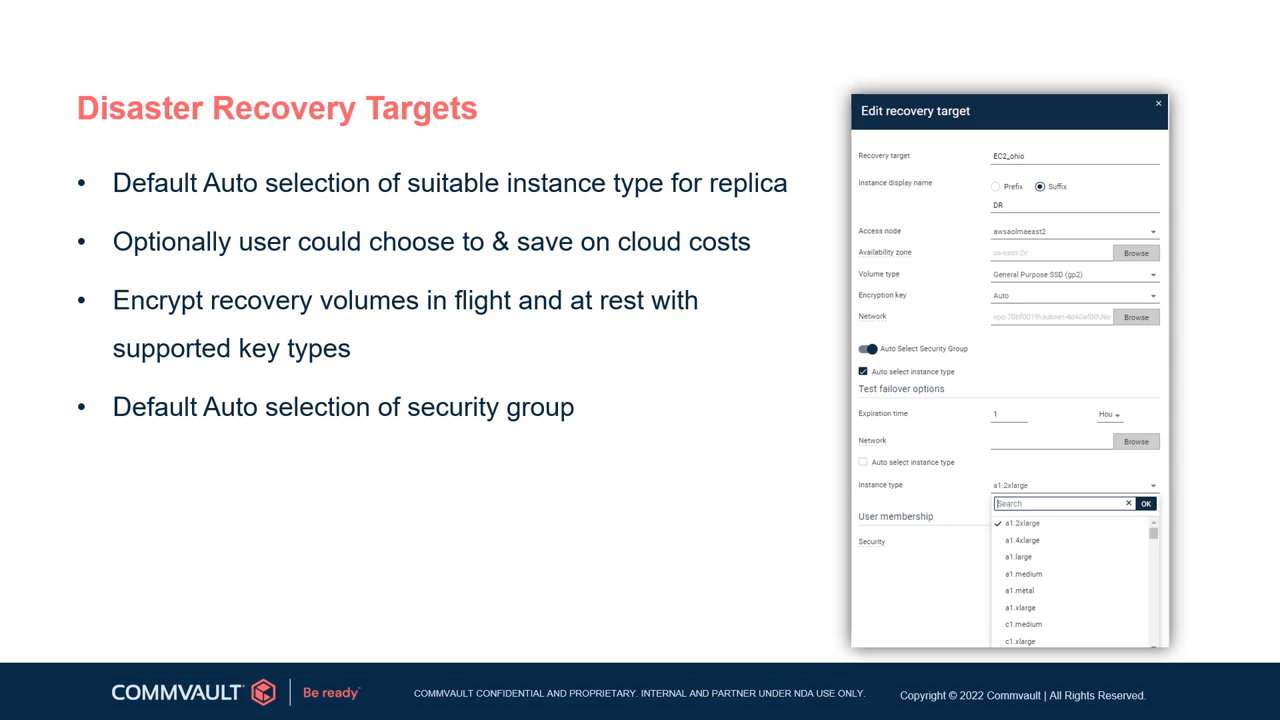 Disaster Recovery Targets
• Default Auto selection of suitable instance type for replica
• Optionally user could choose to & save on cloud costs
• Encrypt recovery volumes in flight and at rest with
supported key types
• Default Auto selection of security group
Edit recovery target
Recovery target EC2_ohio
Instance display name Prefix Suffix
DR
Access node awsaolmaeast2
Availability zone us-east-2c Browse
Volume type General Purpose SSD (gp2)
Encryption key Auto
Network Browse
Auto Select Security Group
Auto select instance type
Test failover options
Expiration time 1 Hou
Network Browse
Auto select instance type
Instance type a1.2xlarge
Search OK
User membership
Security
a1.2xlarge
a1.4xlarge
a1.large
a1.medium
a1.metal
a1.xlarge
c1.medium
c1.xlarge
COMMVAULT Be ready
COMMVAULT CONFIDENTIAL AND PROPRIETARY. INTERNAL AND PARTNER UNDER NDA USE ONLY.
Copyright © 2022 Commvault | All Rights Reserved.